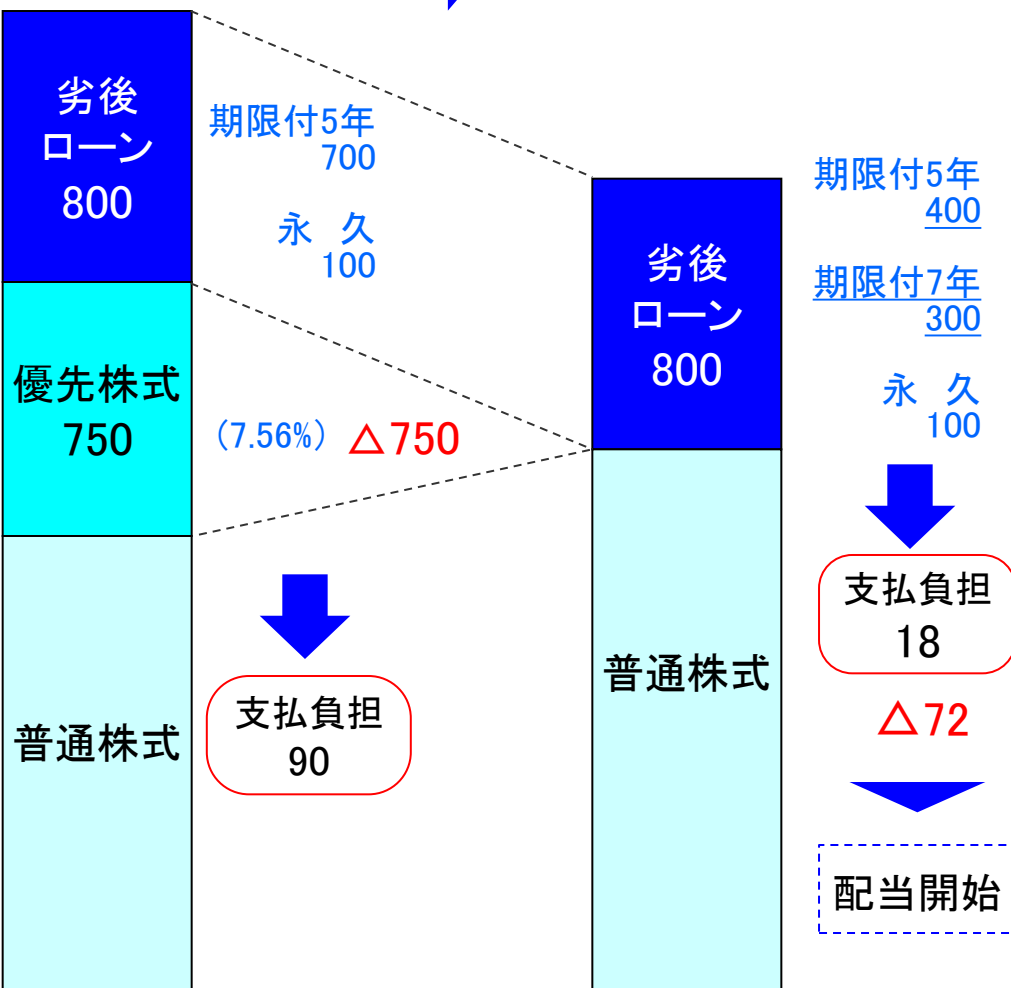 劣後
ローン
800
期限付5年
700
永 久
100
優先株式
750
(7.56%) △750
普通株式
支払負担
90
劣後
ローン
800
期限付5年
400
期限付7年
300
永 久
100
普通株式
支払負担
18
△72
配当開始